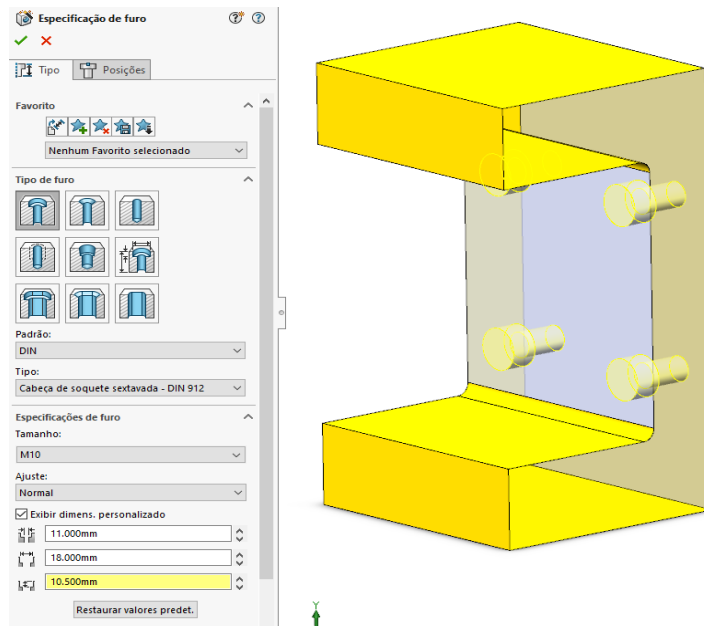 Especificação de furo
Tipo
Posições
Favorito
Nenhum Favorito selecionado
Tipo de furo
Padrão:
DIN
Tipo:
Cabeça de soquete sextavada - DIN 912
Especificações de furo
Tamanho:
M10
Ajuste:
Normal
Exibir dimens. personalizado
11.000mm
18.000mm
10.500mm
Restaurar valores predet.
Y